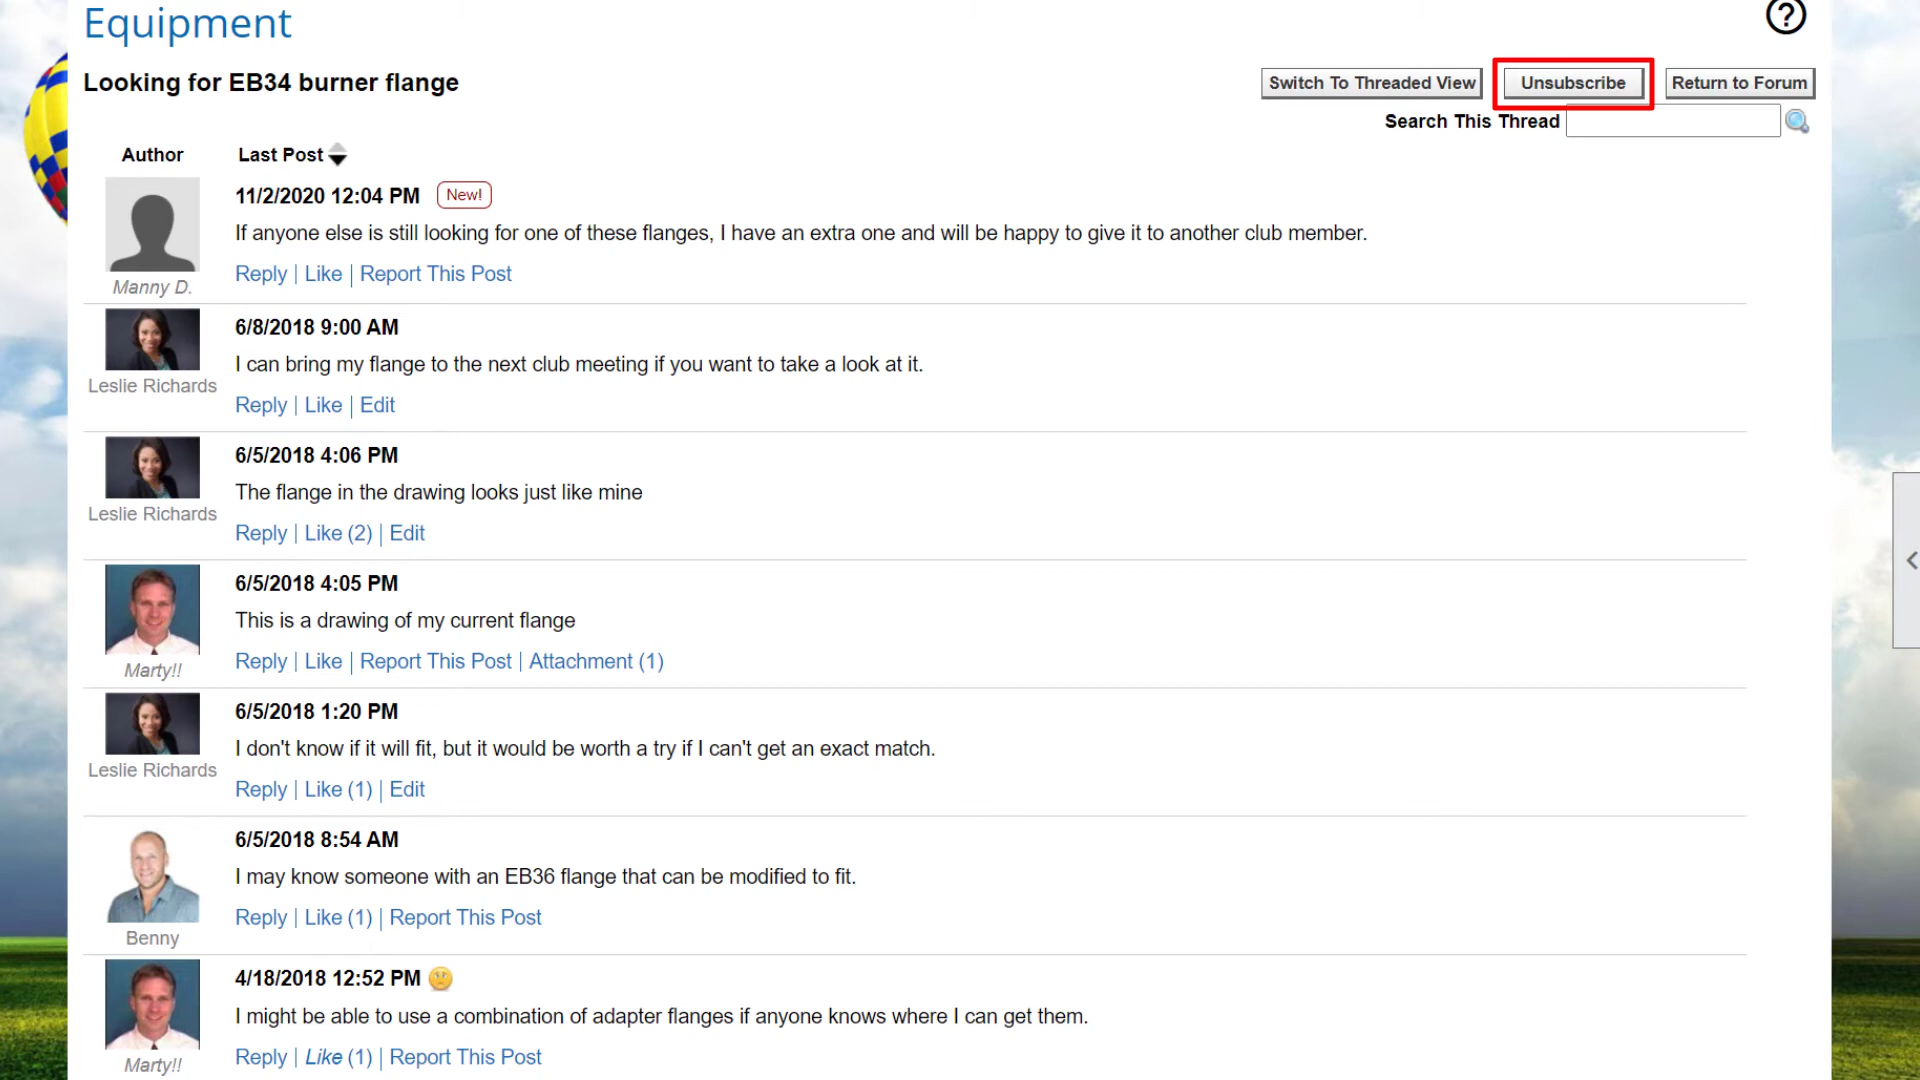 Equipment
Looking for EB34 burner flange
Switch To Threaded View
Unsubscribe
Return to Forum
Search This Thread
Author Last Post
11/2/2020 12:04 PM New!
If anyone else is still looking for one of these flanges, I have an extra one and will be happy to give it to another club member.
Reply | Like | Report This Post
Manny D.
6/8/2018 9:00 AM
I can bring my flange to the next club meeting if you want to take a look at it.
Leslie Richards
Reply | Like | Edit
6/5/2018 4:06 PM
The flange in the drawing looks just like mine
Leslie Richards
Reply | Like (2) | Edit
6/5/2018 4:05 PM
This is a drawing of my current flange
Reply | Like | Report This Post | Attachment (1)
Marty!!
6/5/2018 1:20 PM
I don't know if it will fit, but it would be worth a try if I can't get an exact match.
Leslie Richards
Reply | Like (1) | Edit
6/5/2018 8:54 AM
I may know someone with an EB36 flange that can be modified to fit.
Reply | Like (1) | Report This Post
Benny
4/18/2018 12:52 PM
I might be able to use a combination of adapter flanges if anyone knows where I can get them.
Reply | Like (1) | Report This Post
Marty!!